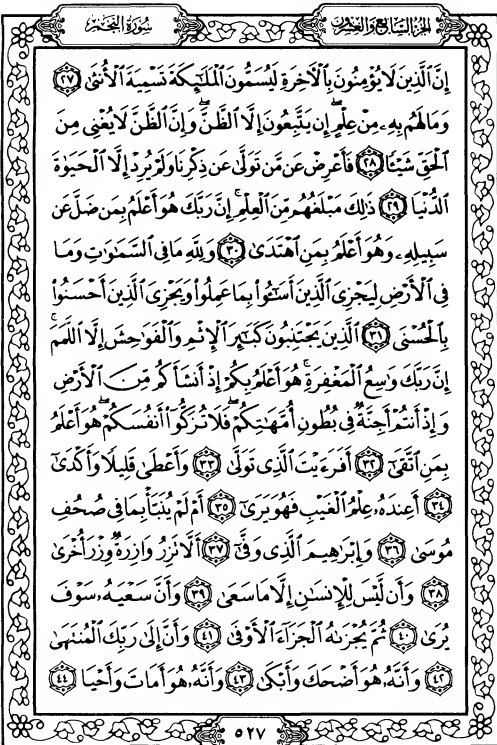 الجزء السابع والعشرون
سورة النجم
إِنَّ ٱلَّذِينَ لَا يُؤْمِنُونَ بِٱلْءَاخِرَةِ لَيُسَمُّونَ ٱلْمَلَٰٓئِكَةَ تَسْمِيَةَ ٱلْأُنثَىٰ ٢٧
وَمَا لَهُم بِهِۦ مِنْ عِلْمٍ ۖ إِن يَتَّبِعُونَ إِلَّا ٱلظَّنَّ ۖ وَإِنَّ ٱلظَّنَّ لَا يُغْنِى مِنَ
ٱلْحَقِّ شَيْـًٔا ٢٨ فَأَعْرِضْ عَن مَّن تَوَلَّىٰ عَن ذِكْرِنَا وَلَمْ يُرِدْ إِلَّا ٱلْحَيَوٰةَ
ٱلدُّنْيَا ٢٩ ذَٰلِكَ مَبْلَغُهُم مِّنَ ٱلْعِلْمِ ۚ إِنَّ رَبَّكَ هُوَ أَعْلَمُ بِمَن ضَلَّ عَن
سَبِيلِهِۦ وَهُوَ أَعْلَمُ بِمَنِ ٱهْتَدَىٰ ٣٠ وَلِلَّهِ مَا فِى ٱلسَّمَٰوَٰتِ وَمَا
فِى ٱلْأَرْضِ لِيَجْزِىَ ٱلَّذِينَ أَسَٰٓـُٔوا۟ بِمَا عَمِلُوا۟ وَيَجْزِىَ ٱلَّذِينَ أَحْسَنُوا۟
بِٱلْحُسْنَى ٣١ ٱلَّذِينَ يَجْتَنِبُونَ كَبَٰٓئِرَ ٱلْإِثْمِ وَٱلْفَوَٰحِشَ إِلَّا ٱللَّمَمَ ۚ
إِنَّ رَبَّكَ وَٰسِعُ ٱلْمَغْفِرَةِ ۚ هُوَ أَعْلَمُ بِكُمْ إِذْ أَنشَأَكُم مِّنَ ٱلْأَرْضِ
وَإِذْ أَنتُمْ أَجِنَّةٌ فِى بُطُونِ أُمَّهَٰتِكُمْ ۖ فَلَا تُزَكُّوٓا۟ أَنفُسَكُمْ ۖ هُوَ أَعْلَمُ
بِمَنِ ٱتَّقَىٰٓ ٣٢ أَفَرَءَيْتَ ٱلَّذِى تَوَلَّىٰ ٣٣ وَأَعْطَىٰ قَلِيلًا وَأَكْدَىٰٓ
٣٤ أَعِندَهُۥ عِلْمُ ٱلْغَيْبِ فَهُوَ يَرَىٰٓ ٣٥ أَمْ لَمْ يُنَبَّأْ بِمَا فِى صُحُفِ
مُوسَىٰ ٣٦ وَإِبْرَٰهِيمَ ٱلَّذِى وَفَّىٰٓ ٣٧ أَلَّا تَزِرُ وَازِرَةٌ وِزْرَ أُخْرَىٰ
٣٨ وَأَن لَّيْسَ لِلْإِنسَٰنِ إِلَّا مَا سَعَىٰ ٣٩ وَأَنَّ سَعْيَهُۥ سَوْفَ
يُرَىٰ ٤٠ ثُمَّ يُجْزَىٰهُ ٱلْجَزَآءَ ٱلْأَوْفَىٰ ٤١ وَأَنَّ إِلَىٰ رَبِّكَ ٱلْمُنتَهَىٰ
٤٢ وَأَنَّهُۥ هُوَ أَضْحَكَ وَأَبْكَىٰ ٤٣ وَأَنَّهُۥ هُوَ أَمَاتَ وَأَحْيَا ٤٤
٥٢٧